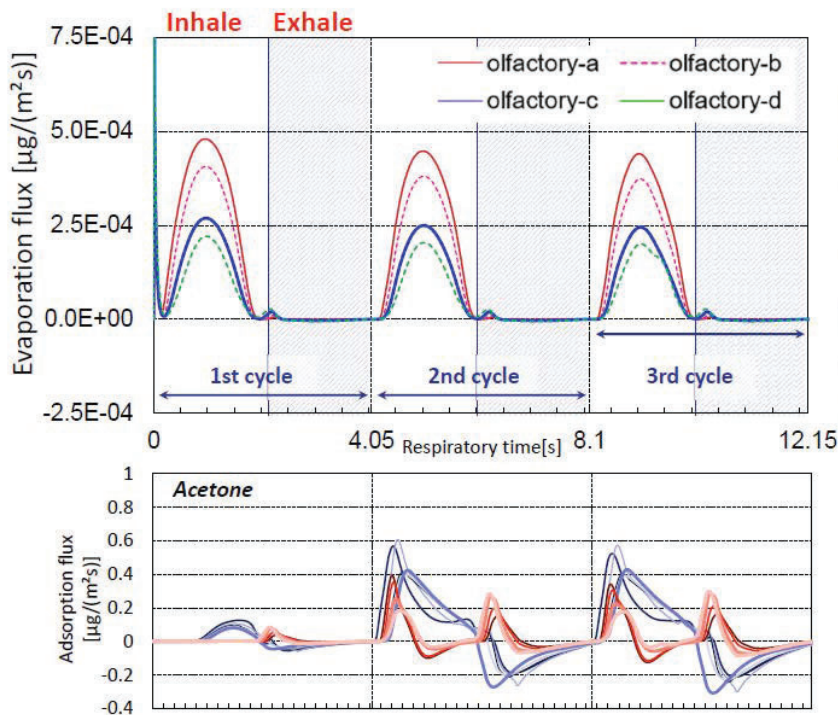 Inhale Exhale
7.5E-04
olfactory-a olfactory-b
olfactory-c olfactory-d
5.0E-04
2.5E-04
0.0E+00
-2.5E-04
Evaporation flux [µg/(m²s)]
1st cycle 2nd cycle 3rd cycle
0 4.05 Respiratory time[s] 8.1 12.15
Acetone
1
0.8
0.6
0.4
0.2
0
-0.2
-0.4
Adsorption flux
[µg/(m²s)]